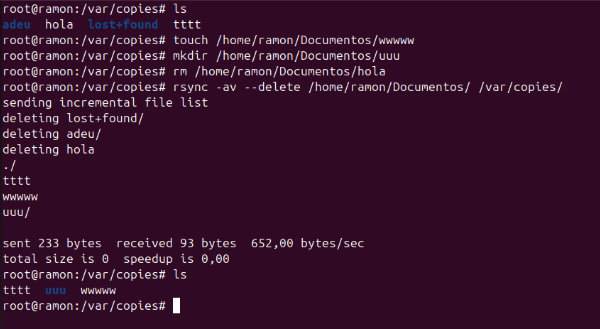 root@ramon:/var/copies# ls
adeu  hola  lost+found  tttt
root@ramon:/var/copies# touch /home/ramon/Documentos/wwwww
root@ramon:/var/copies# mkdir /home/ramon/Documentos/uuu
root@ramon:/var/copies# rm /home/ramon/Documentos/hola
root@ramon:/var/copies# rsync -av --delete /home/ramon/Documentos/ /var/copies/
sending incremental file list
deleting lost+found/
deleting adeu/
deleting hola
./
tttt
wwwww
uuu/
sent 233 bytes  received 93 bytes  652,00 bytes/sec
total size is 0  speedup is 0,00
root@ramon:/var/copies# ls
tttt  uuu  wwwww
root@ramon:/var/copies#